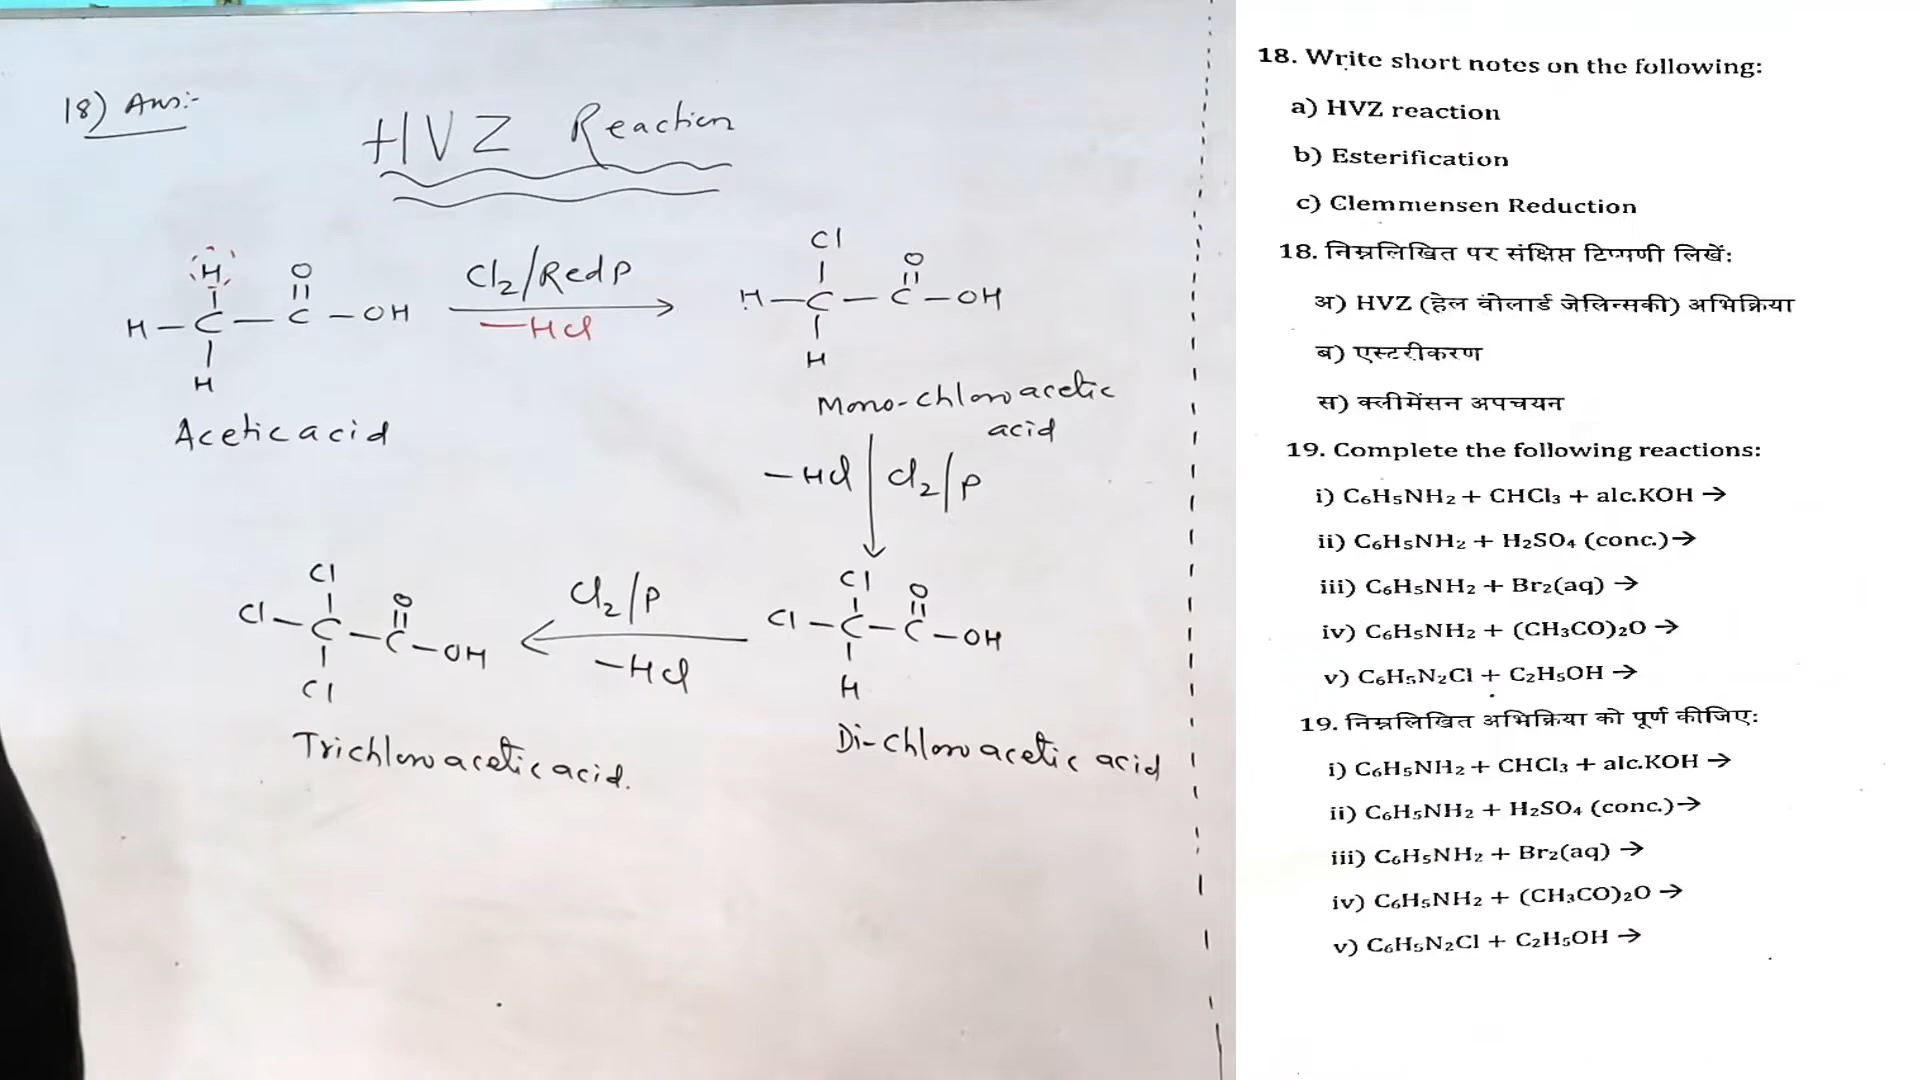 18) Ans:-
HVZ Reaction
H
O
||
H — C — C — OH
|
H
Acetic acid
Cl2/Red P
—HCl
Cl
|
O
||
H — C — C — OH
|
H
Mono-chloroacetic
acid
—HCl | Cl2/P
Cl
|
O
||
Cl — C — C — OH
|
H
Di-chloroacetic acid
Cl2/P
—HCl
Cl
|
O
||
Cl — C — C — OH
|
Cl
Trichloroacetic acid.
18. Write short notes on the following:
a) HVZ reaction
b) Esterification
c) Clemmensen Reduction
18. निम्नलिखित पर संक्षिप्त टिप्पणी लिखें:
अ) HVZ (हेल वोलार्ड जेलिन्सकी) अभिक्रिया
ब) एस्टरीकरण
स) क्लीमेंसन अपचयन
19. Complete the following reactions:
i) C₆H₅NH₂ + CHCl₃ + alc.KOH →
ii) C₆H₅NH₂ + H₂SO₄ (conc.)→
iii) C₆H₅NH₂ + Br₂(aq) →
iv) C₆H₅NH₂ + (CH₃CO)₂O →
v) C₆H₅N₂Cl + C₂H₅OH →
19. निम्नलिखित अभिक्रिया को पूर्ण कीजिए:
i) C₆H₅NH₂ + CHCl₃ + alc.KOH →
ii) C₆H₅NH₂ + H₂SO₄ (conc.)→
iii) C₆H₅NH₂ + Br₂(aq) →
iv) C₆H₅NH₂ + (CH₃CO)₂O →
v) C₆H₅N₂Cl + C₂H₅OH →